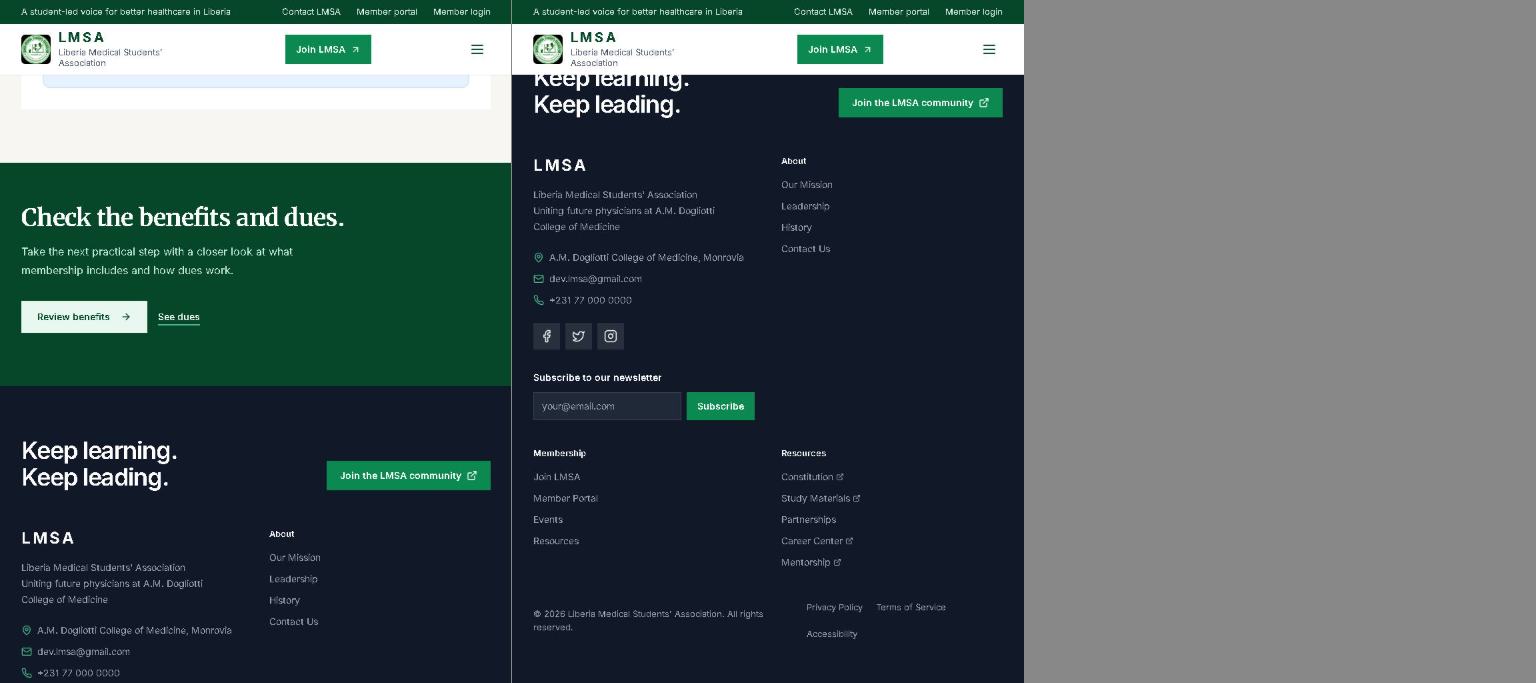 A student-led voice for better healthcare in Liberia
Contact LMSA
Member portal
Member login
LMSA
Liberia Medical Students'
Association
Join LMSA
Check the benefits and dues.
Take the next practical step with a closer look at what
membership includes and how dues work.
Review benefits
See dues
Keep learning.
Keep leading.
Join the LMSA community
LMSA
Liberia Medical Students' Association
Uniting future physicians at A.M. Dogliotti
College of Medicine
A.M. Dogliotti College of Medicine, Monrovia
dev.lmsa@gmail.com
+231 77 000 0000
About
Our Mission
Leadership
History
Contact Us
A student-led voice for better healthcare in Liberia
Contact LMSA
Member portal
Member login
LMSA
Liberia Medical Students'
Association
Join LMSA
Keep learning.
Keep leading.
Join the LMSA community
LMSA
Liberia Medical Students' Association
Uniting future physicians at A.M. Dogliotti
College of Medicine
A.M. Dogliotti College of Medicine, Monrovia
dev.lmsa@gmail.com
+231 77 000 0000
About
Our Mission
Leadership
History
Contact Us
Subscribe to our newsletter
your@email.com
Subscribe
Membership
Join LMSA
Member Portal
Events
Resources
Resources
Constitution
Study Materials
Partnerships
Career Center
Mentorship
© 2026 Liberia Medical Students' Association. All rights
reserved.
Privacy Policy
Terms of Service
Accessibility